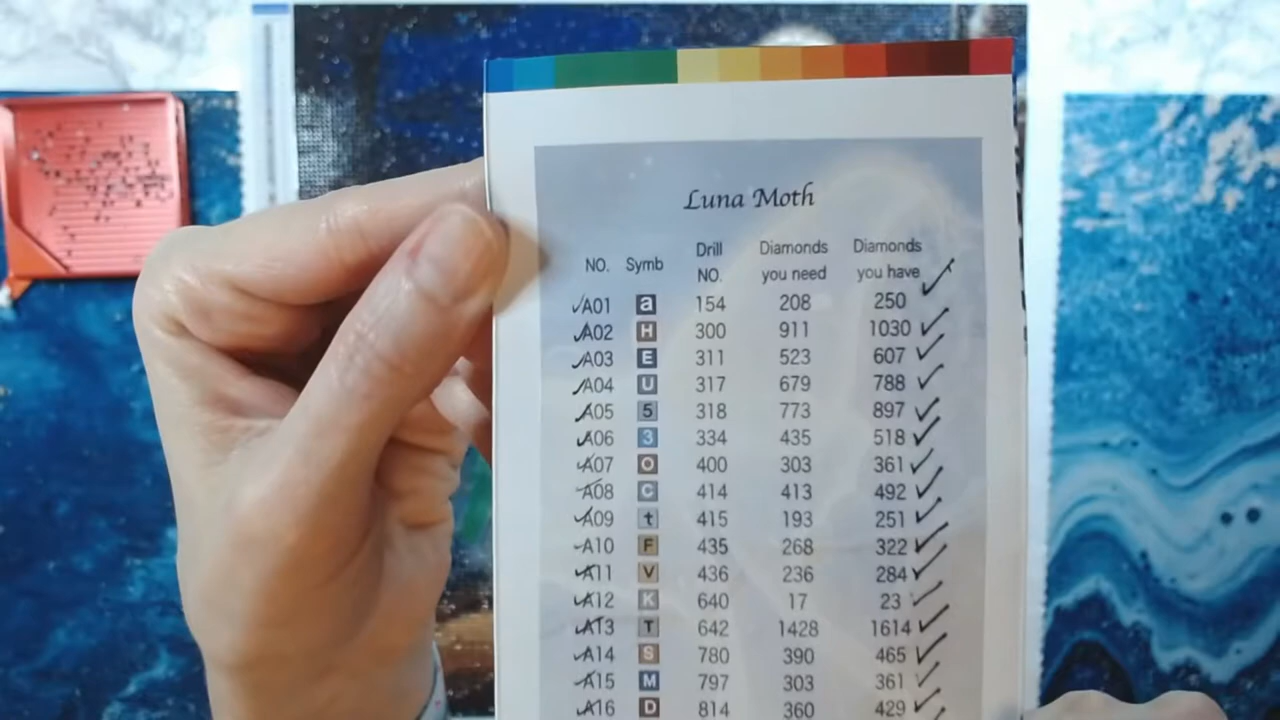 Luna Moth
NO. Symb Drill NO. Diamonds you need Diamonds you have
A01 a 154 208 250
A02 H 300 911 1030
A03 E 311 523 607
A04 U 317 679 788
A05 5 318 773 897
A06 3 334 435 518
A07 O 400 303 361
A08 C 414 413 492
A09 t 415 193 251
A10 F 435 268 322
A11 V 436 236 284
A12 K 640 17 23
A13 T 642 1428 1614
A14 S 780 390 465
A15 M 797 303 361
A16 D 814 360 429